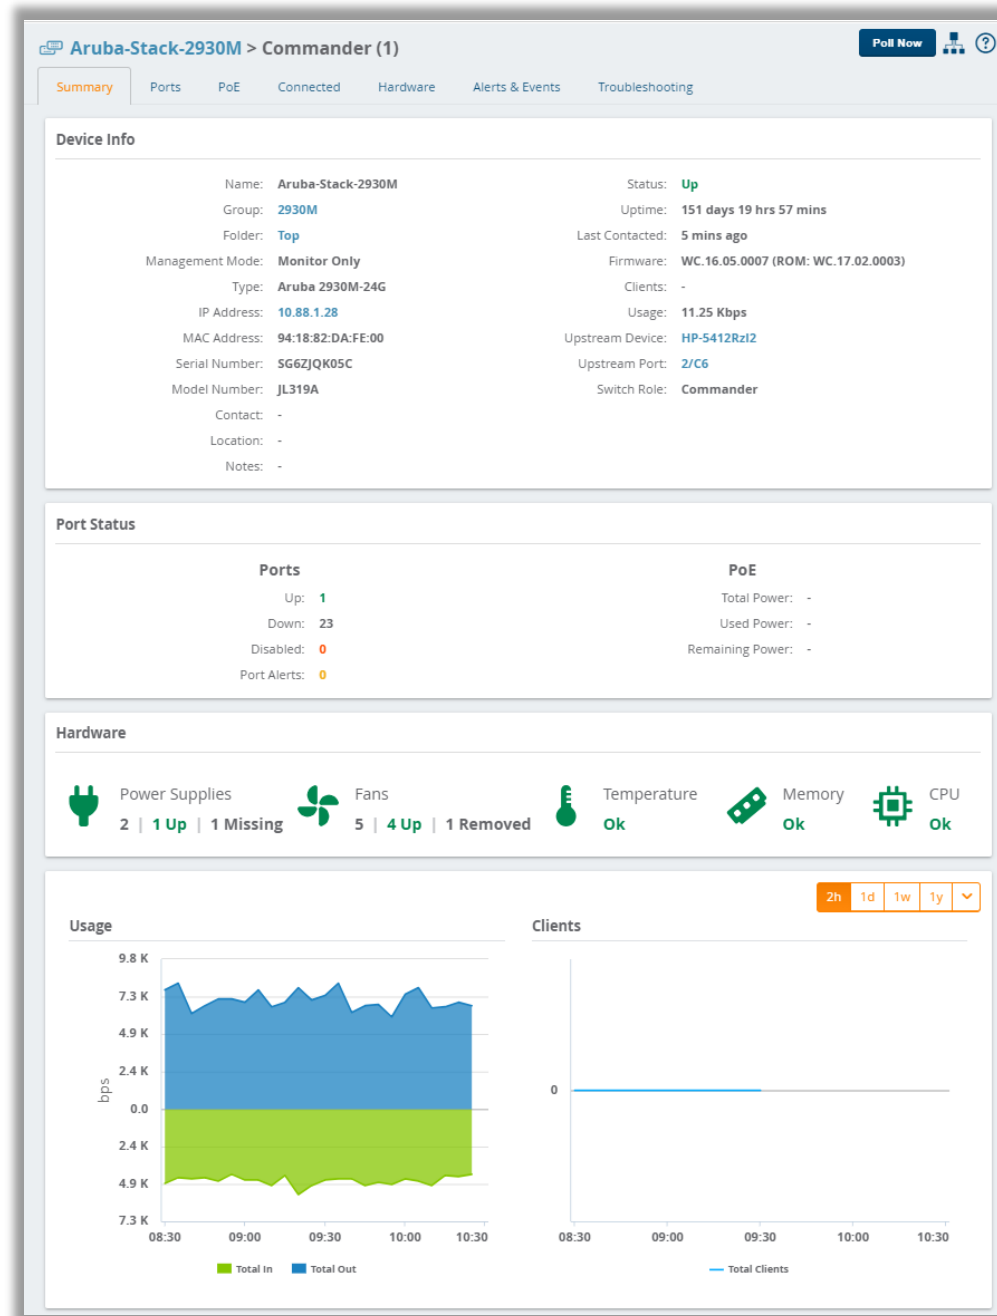 Aruba-Stack-2930M > Commander (1)
Poll Now
Summary Ports PoE Connected Hardware Alerts & Events Troubleshooting
Device Info
Name: Aruba-Stack-2930M
Group: 2930M
Folder: Top
Management Mode: Monitor Only
Type: Aruba 2930M-24G
IP Address: 10.88.1.28
MAC Address: 94:18:82:DA:FE:00
Serial Number: SG6ZJQK05C
Model Number: JL319A
Contact: -
Location: -
Notes: -
Status: Up
Uptime: 151 days 19 hrs 57 mins
Last Contacted: 5 mins ago
Firmware: WC.16.05.0007 (ROM: WC.17.02.0003)
Clients: -
Usage: 11.25 Kbps
Upstream Device: HP-5412Rzl2
Upstream Port: 2/C6
Switch Role: Commander
Port Status
Ports
Up: 1
Down: 23
Disabled: 0
Port Alerts: 0
PoE
Total Power: -
Used Power: -
Remaining Power: -
Hardware
Power Supplies
2 | 1 Up | 1 Missing
Fans
5 | 4 Up | 1 Removed
Temperature
Ok
Memory
Ok
CPU
Ok
2h 1d 1w 1y
Usage
9.8 K
7.3 K
4.9 K
2.4 K
0.0
2.4 K
4.9 K
7.3 K
bps
08:30 09:00 09:30 10:00 10:30
Total In Total Out
Clients
0
08:30 09:00 09:30 10:00 10:30
Total Clients